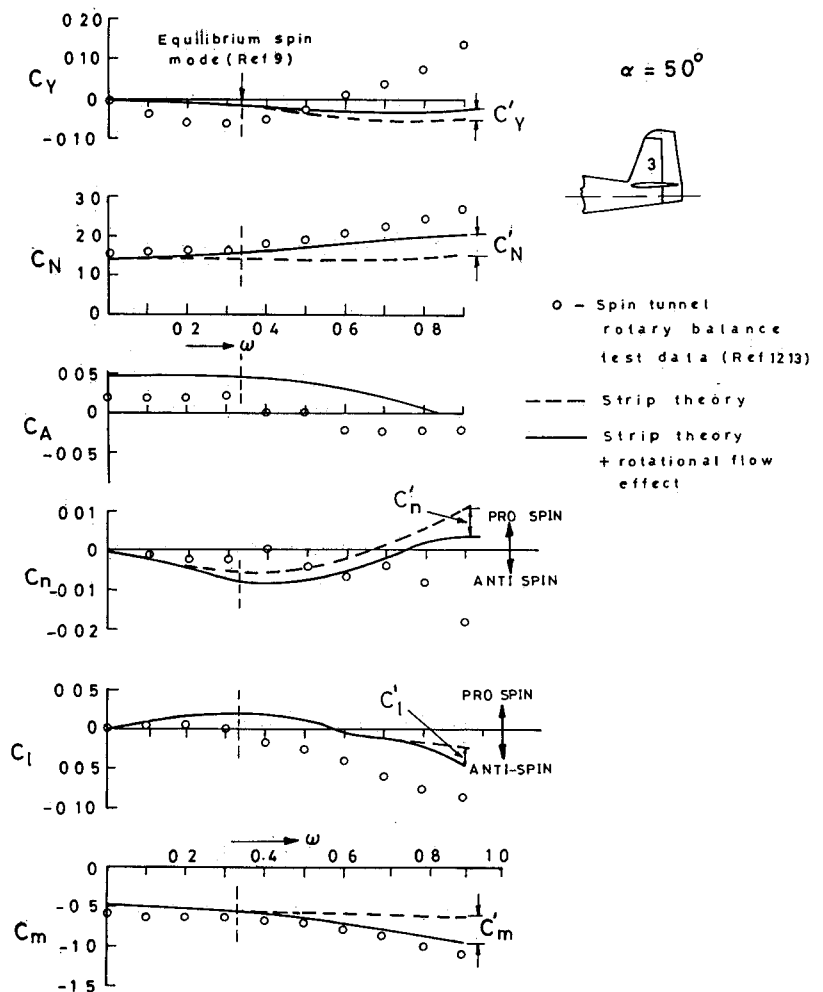 0 20
Equilibrium spin
mode (Ref 9)
0 10
C_Y
0
-0 10
C'_Y
α = 50°
3
3 0
2 0
C_N
1 0
0
C'_N
0 2 0 4 0 6 0 8
ω
o - Spin tunnel
rotary balance
test data (Ref 12 13)
--- Strip theory
— Strip theory
+ rotational flow
effect
0 05
0
C_A
-0 05
0 01
C'_n
PRO SPIN
0
C_n
-0 01
ANTI SPIN
-0 02
0 05
C'_l
PRO SPIN
0
C_l
0 05
ANTI-SPIN
-0 10
ω
0 2 0 4 0 6 0 8 1 0
0
-0 5
C_m
C'_m
-1 0
-1 5